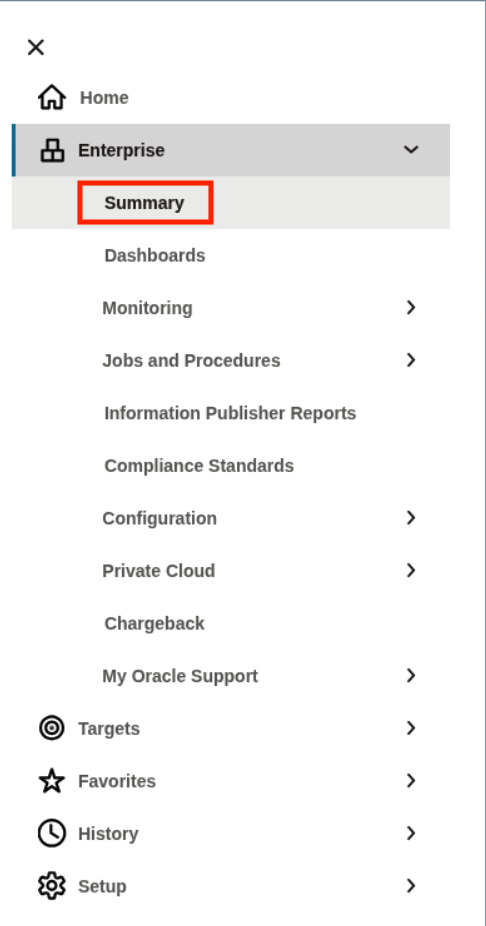 Home
Enterprise
Summary
Dashboards
Monitoring
Jobs and Procedures
Information Publisher Reports
Compliance Standards
Configuration
Private Cloud
Chargeback
My Oracle Support
Targets
Favorites
History
Setup